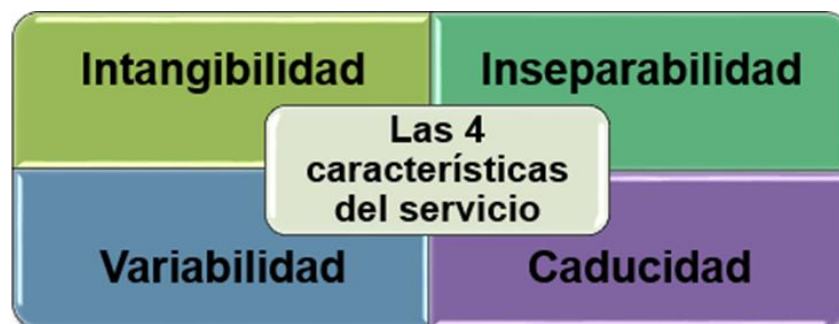 Intangibilidad
Inseparabilidad
Las 4
características
del servicio
Variabilidad
Caducidad